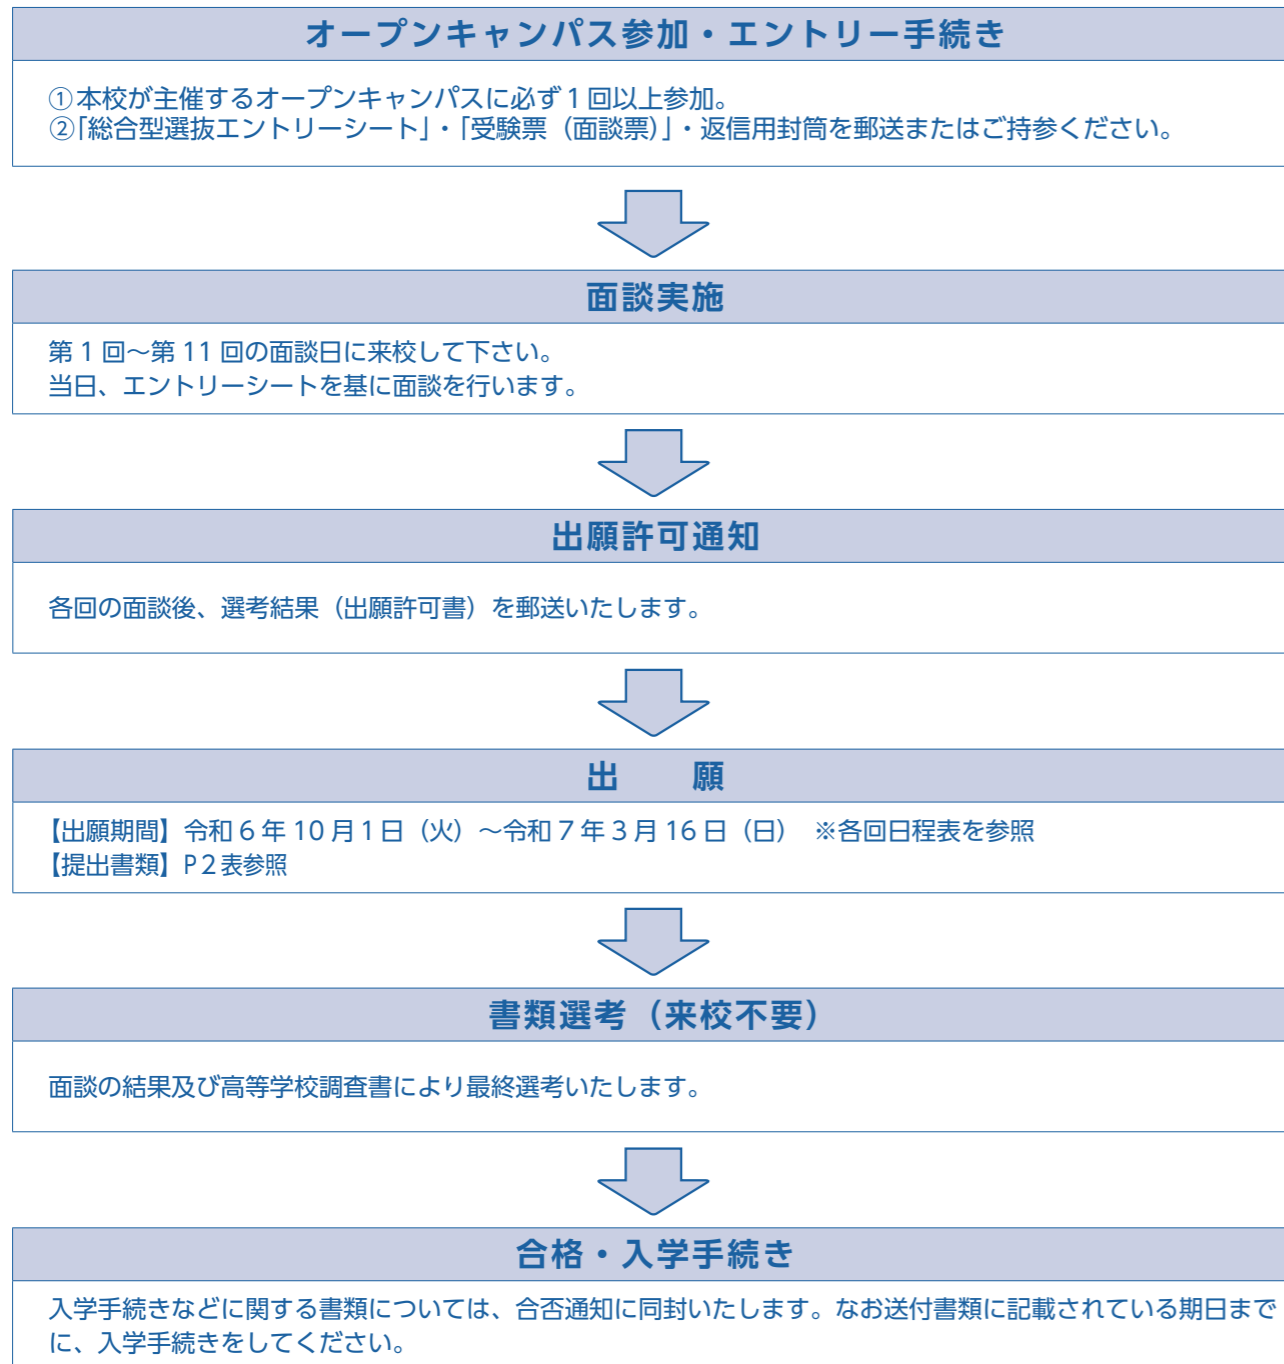 オープンキャンパス参加・エントリー手続き
①本校が主催するオープンキャンパスに必ず1回以上参加。
②「総合型選抜エントリーシート」・「受験票（面談票）」・返信用封筒を郵送またはご持参ください。
面談実施
第1回～第11回の面談日に来校して下さい。
当日、エントリーシートを基に面談を行います。
出願許可通知
各回の面談後、選考結果（出願許可書）を郵送いたします。
出　　願
【出願期間】令和6年10月1日（火）～令和7年3月16日（日）　※各回日程表を参照
【提出書類】P2表参照
書類選考（来校不要）
面談の結果及び高等学校調査書により最終選考いたします。
合格・入学手続き
入学手続きなどに関する書類については、合否通知に同封いたします。なお送付書類に記載されている期日まで
に、入学手続きをしてください。